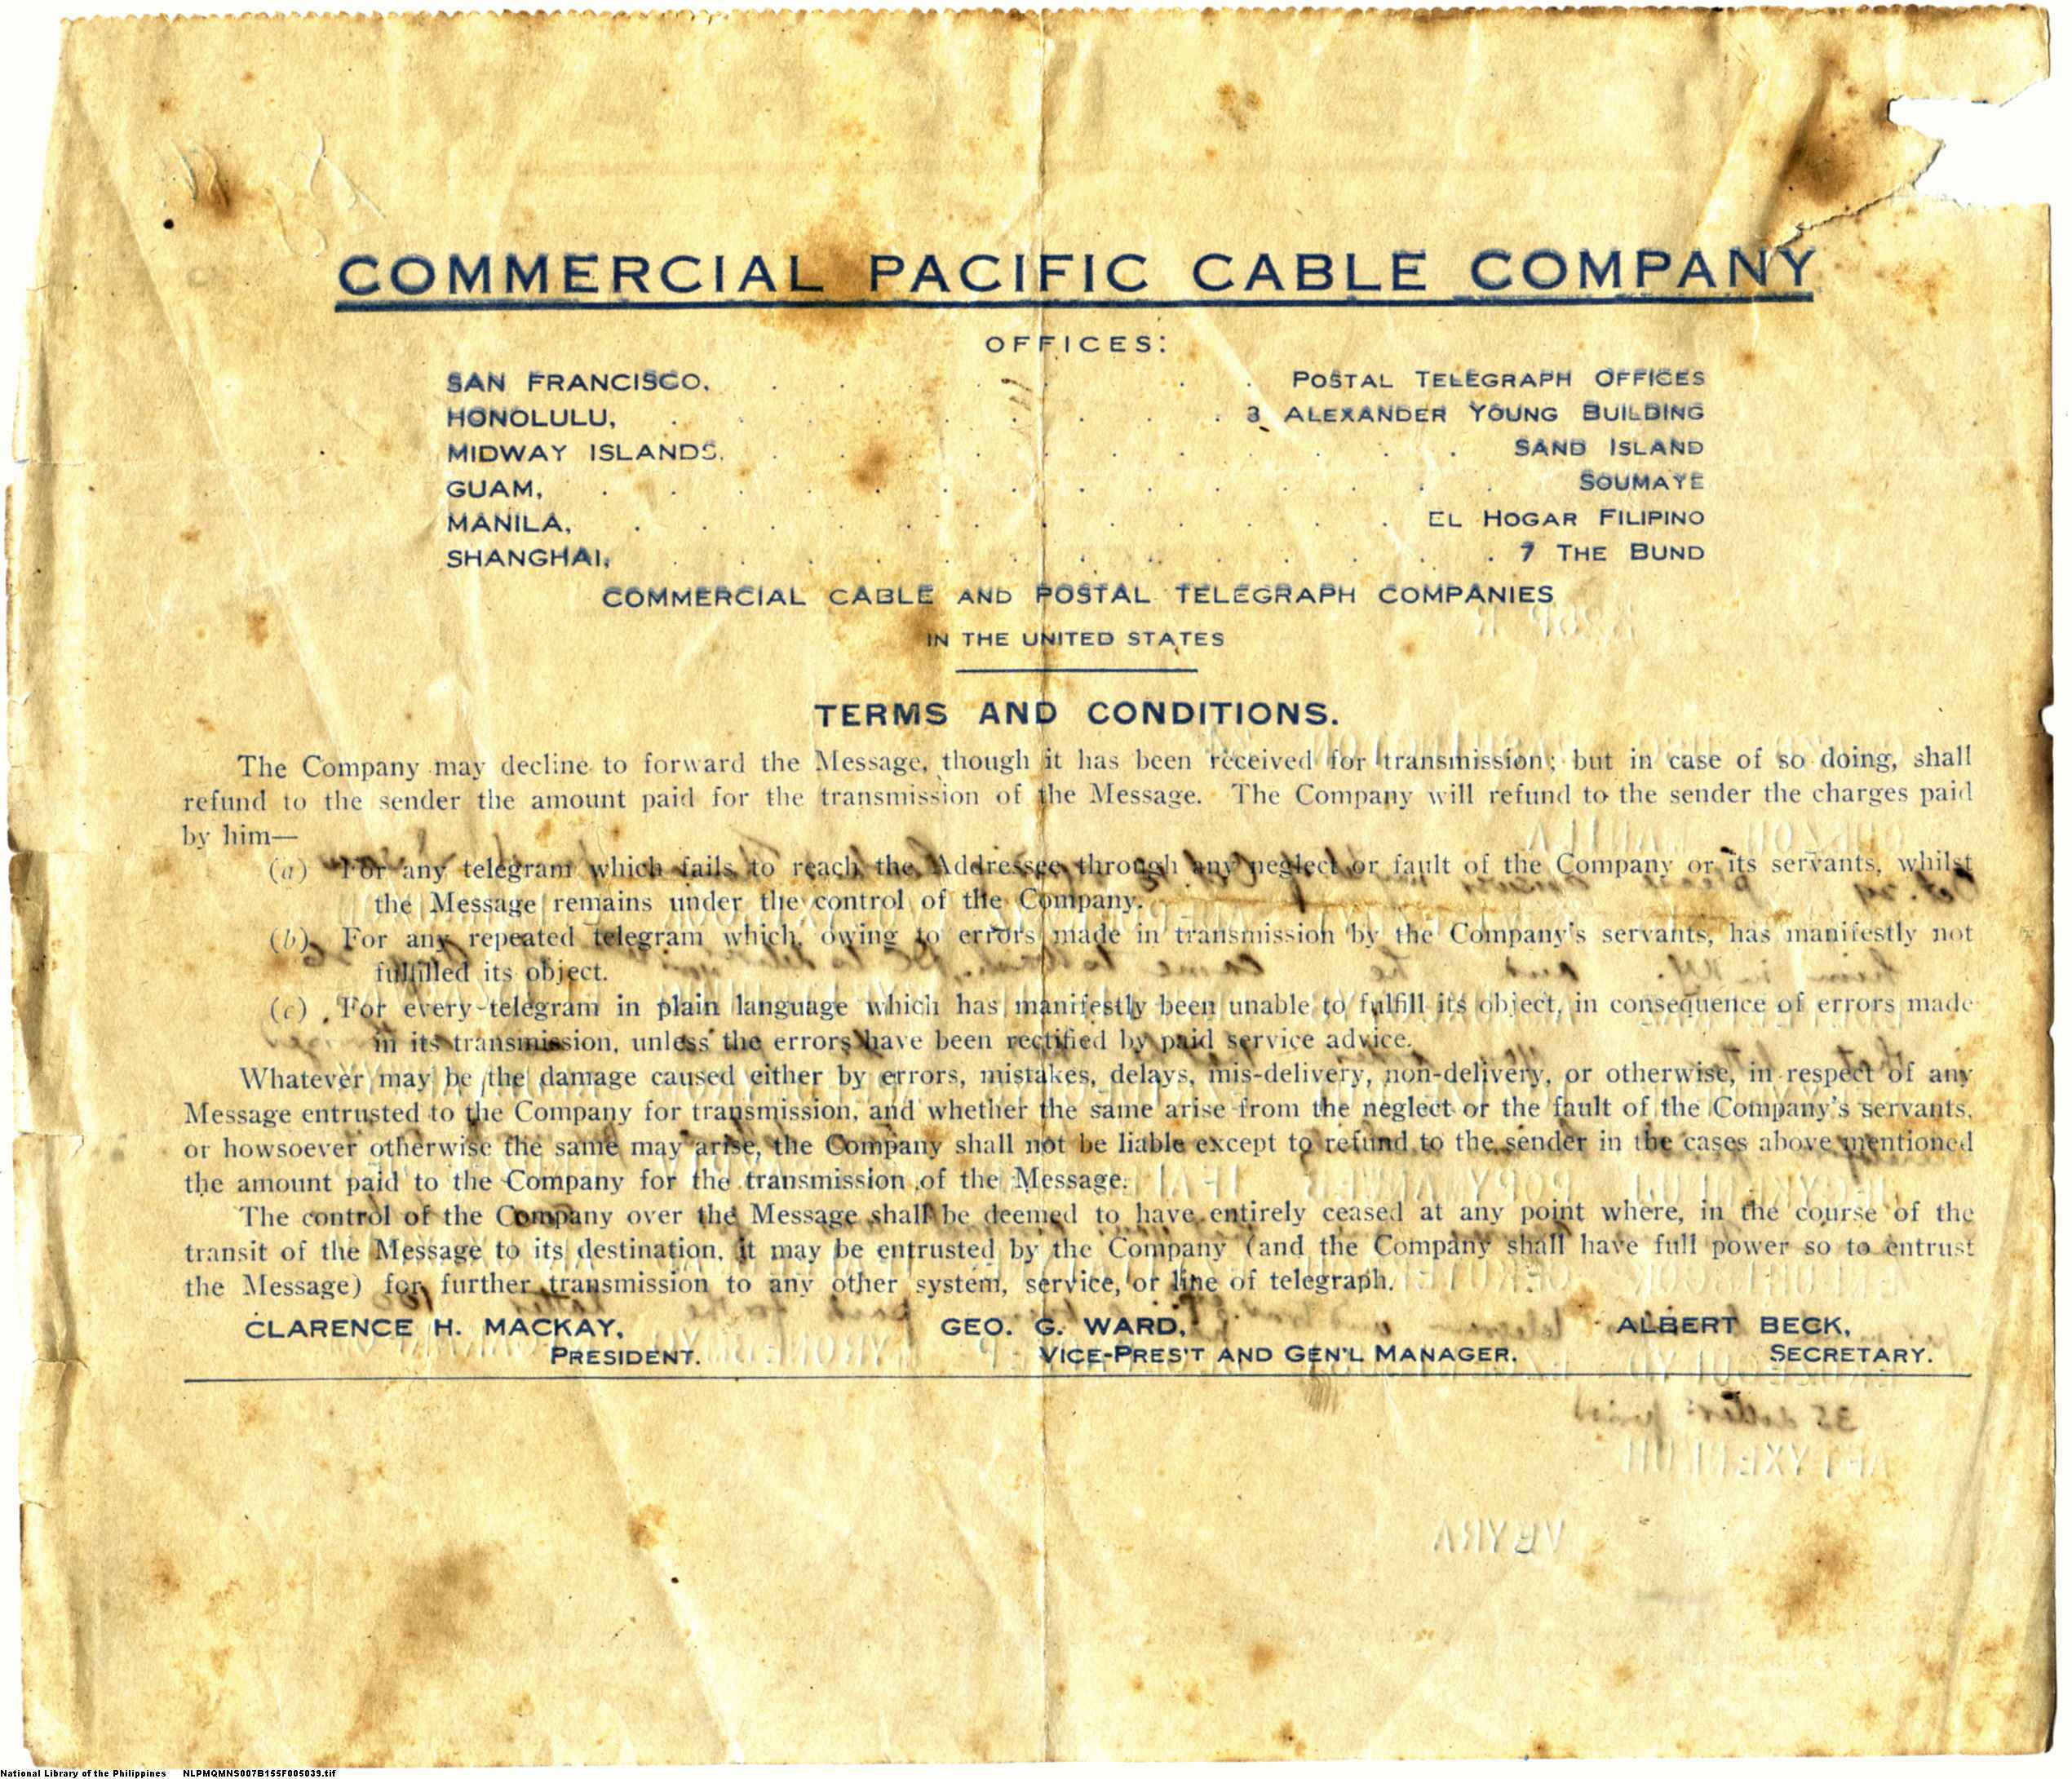 COMMERCIAL PACIFIC CABLE COMPANY
OFFICES:
SAN FRANCISCO, . . . . . . . . POSTAL TELEGRAPH OFFICES
HONOLULU, . . . . . . . . . 3 ALEXANDER YOUNG BUILDING
MIDWAY ISLANDS, . . . . . . . . . . . SAND ISLAND
GUAM, . . . . . . . . . . . . . . SOUMAYE
MANILA, . . . . . . . . . . . . EL HOGAR FILIPINO
SHANGHAI, . . . . . . . . . . . . . 7 THE BUND
COMMERCIAL CABLE AND POSTAL TELEGRAPH COMPANIES
IN THE UNITED STATES
TERMS AND CONDITIONS.
The Company may decline to forward the Message, though it has been received for transmission; but in case of so doing, shall
refund to the sender the amount paid for the transmission of the Message. The Company will refund to the sender the charges paid
by him—
(a) For any telegram which fails to reach the Addressee through any neglect or fault of the Company or its servants, whilst
the Message remains under the control of the Company.
(b) For any repeated telegram which, owing to errors made in transmission by the Company's servants, has manifestly not
fulfilled its object.
(c) For every telegram in plain language which has manifestly been unable to fulfill its object, in consequence of errors made
in its transmission, unless the errors have been rectified by paid service advice.
Whatever may be the damage caused either by errors, mistakes, delays, mis-delivery, non-delivery, or otherwise, in respect of any
Message entrusted to the Company for transmission, and whether the same arise from the neglect or the fault of the Company's servants,
or howsoever otherwise the same may arise, the Company shall not be liable except to refund to the sender in the cases above mentioned
the amount paid to the Company for the transmission of the Message.
The control of the Company over the Message shall be deemed to have entirely ceased at any point where, in the course of the
transit of the Message to its destination, it may be entrusted by the Company (and the Company shall have full power so to entrust
the Message) for further transmission to any other system, service, or line of telegraph.
CLARENCE H. MACKAY, GEO. G. WARD, ALBERT BECK,
PRESIDENT. VICE-PRES'T AND GEN'L MANAGER. SECRETARY.
VEYRA
National Library of the Philippines NLPMQMNS007B155F005039.tif